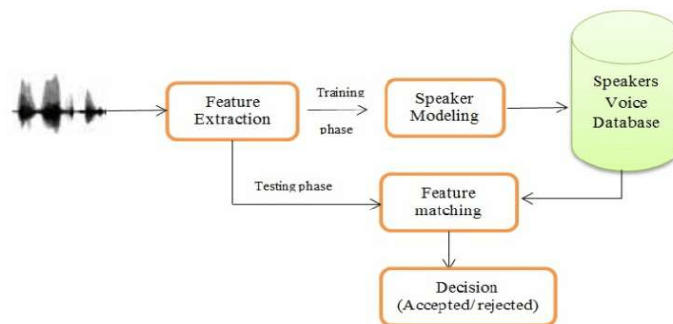 Feature
Extraction
Training
phase
Speaker
Modeling
Speakers
Voice
Database
Testing phase
Feature
matching
Decision
(Accepted/rejected)